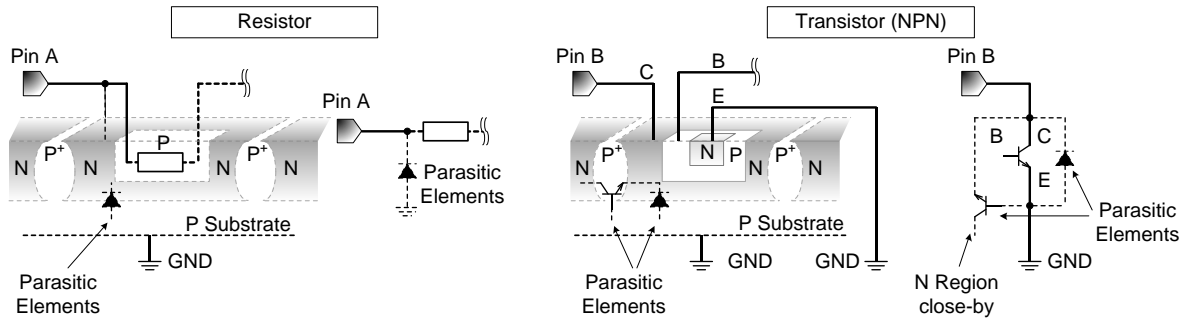 Resistor
Pin A
N
P+
N
P
N
P+
N
P Substrate
GND
Parasitic
Elements
Pin A
Parasitic
Elements
Transistor (NPN)
Pin B
C
B
E
N
P+
N
N
P
N
P+
N
P Substrate
GND
GND
Parasitic
Elements
Pin B
B
C
E
Parasitic
Elements
GND
N Region
close-by